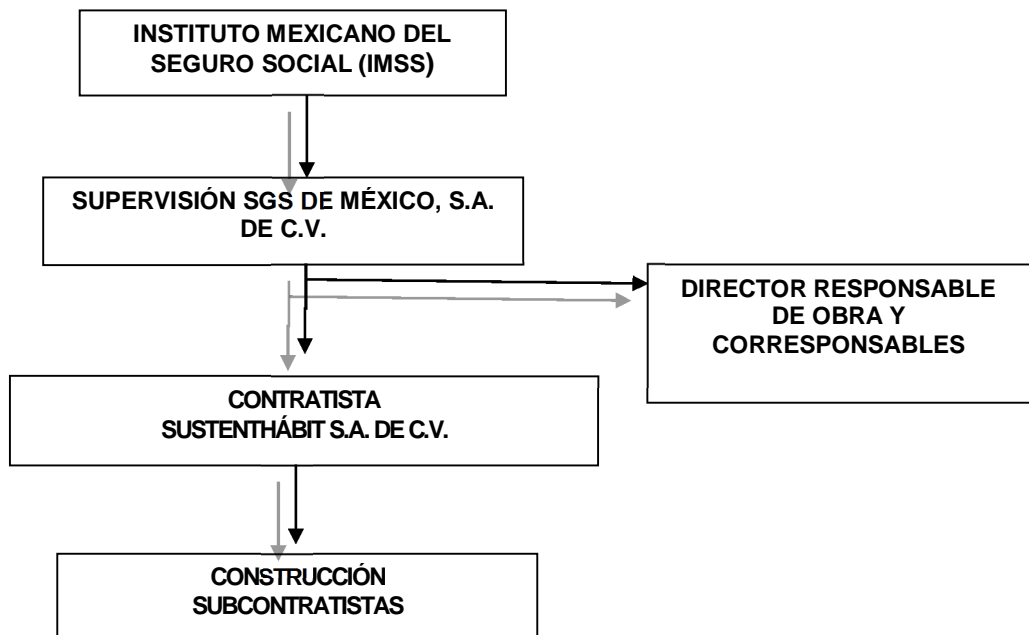 INSTITUTO MEXICANO DEL
SEGURO SOCIAL (IMSS)
SUPERVISIÓN SGS DE MÉXICO, S.A.
DE C.V.
DIRECTOR RESPONSABLE
DE OBRA Y
CORRESPONSABLES
CONTRATISTA
SUSTENTHÁBIT S.A. DE C.V.
CONSTRUCCIÓN
SUBCONTRATISTAS